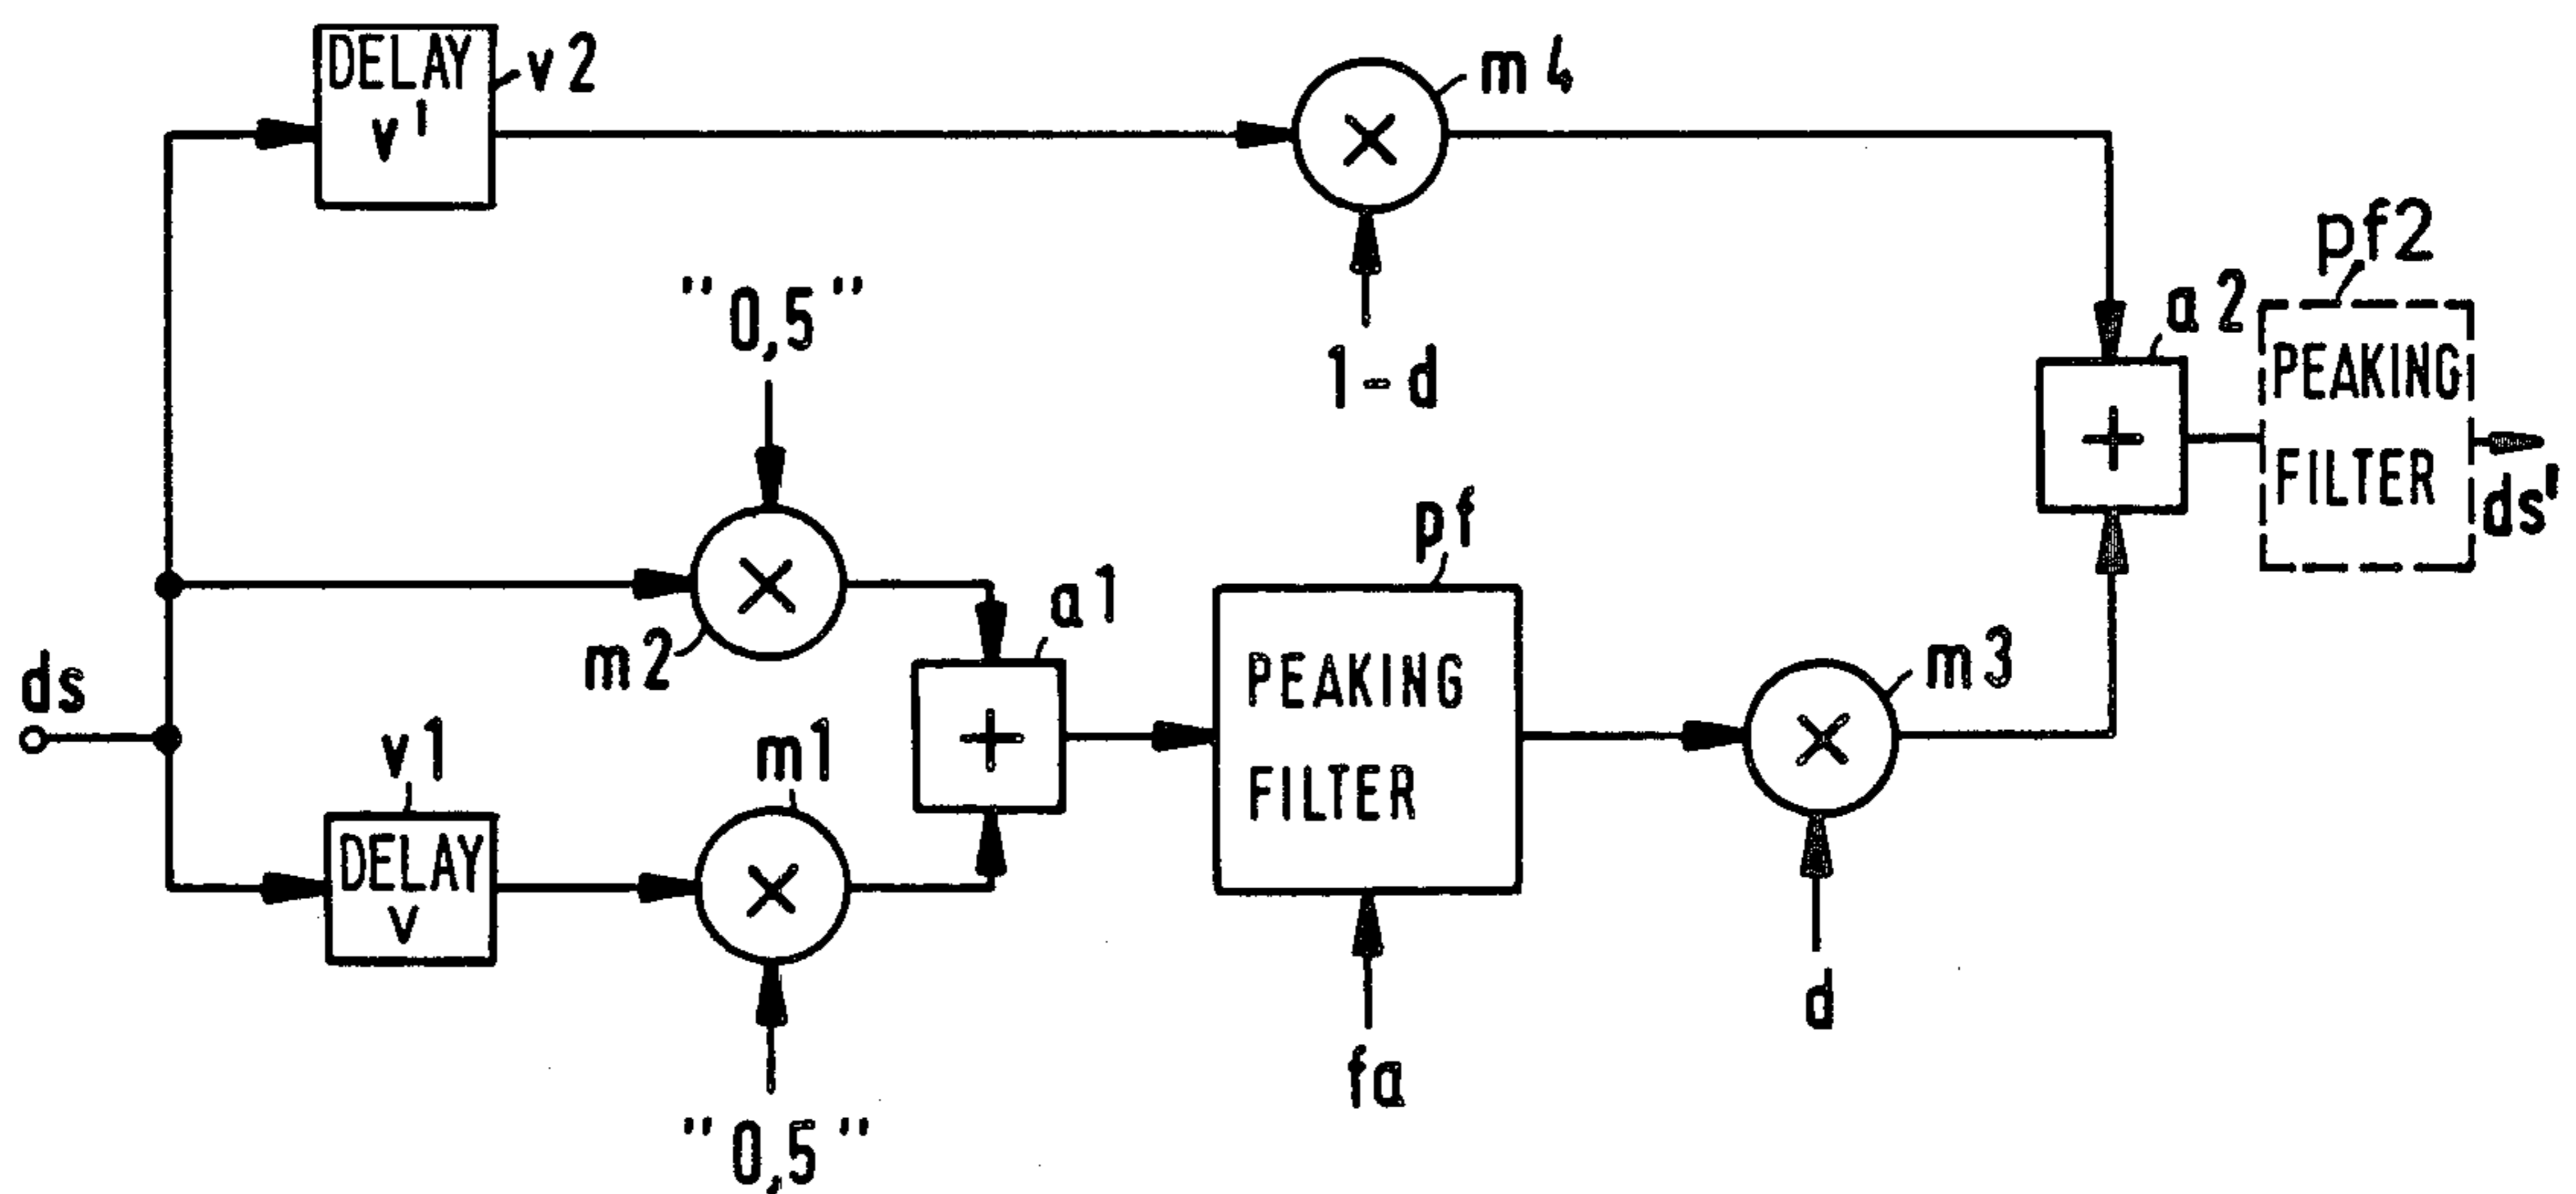 DELAY
v'
v2
m4
1-d
pf2
a2
PEAKING
FILTER
ds'
"0,5"
m2
a1
pf
PEAKING
FILTER
fa
m3
d
ds
v1
DELAY
v
m1
"0,5"